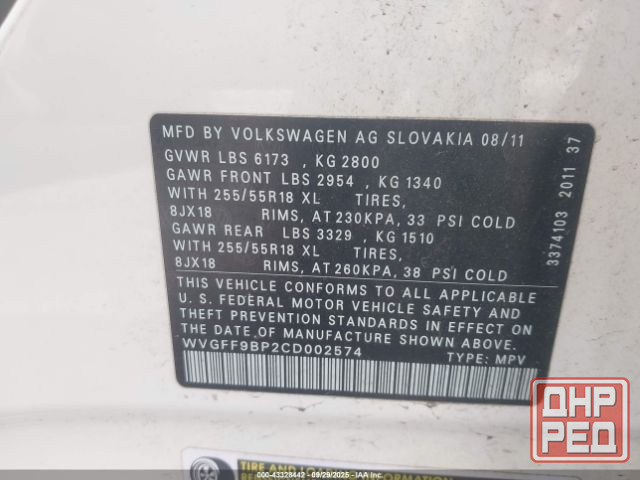 MFD BY VOLKSWAGEN AG SLOVAKIA 08/11
GVWR LBS 6173 , KG 2800
GAWR FRONT LBS 2954 , KG 1340
WITH 255/55R18 XL TIRES,
8JX18 RIMS, AT 230KPA, 33 PSI COLD
GAWR REAR LBS 3329 , KG 1510
WITH 255/55R18 XL TIRES,
8JX18 RIMS, AT 260KPA, 38 PSI COLD
THIS VEHICLE CONFORMS TO ALL APPLICABLE
U. S. FEDERAL MOTOR VEHICLE SAFETY AND
THEFT PREVENTION STANDARDS IN EFFECT ON
THE DATE OF MANUFACTURE SHOWN ABOVE.
WVGFF9BP2CD002574 TYPE: MPV
3374103 2011 37
ДНР
РЕД
TIRE AND
000-43328442 - 09/29/2025 - IAA Inc.